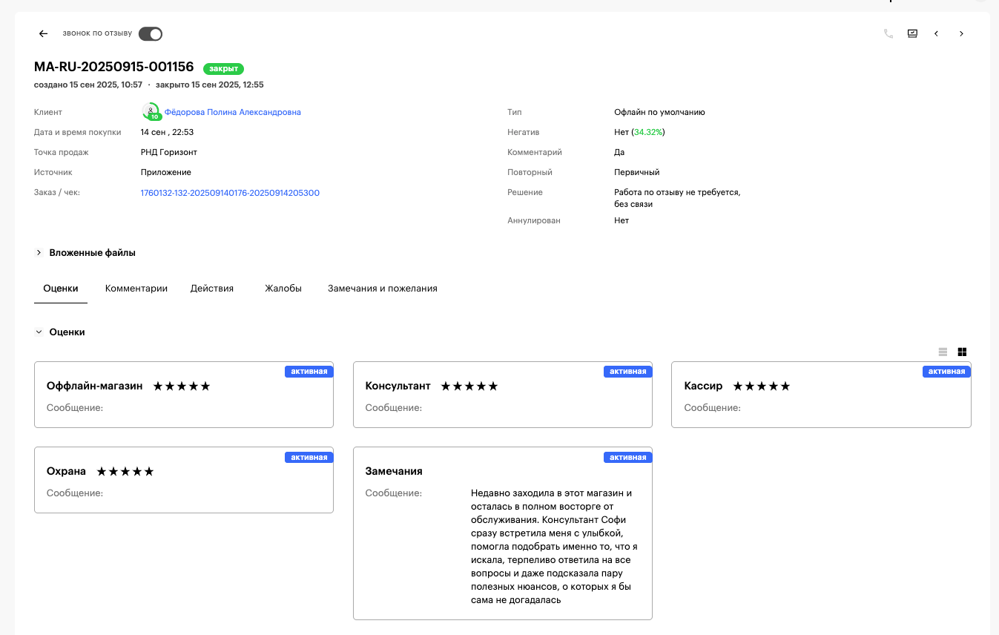 звонок по отзыву
MA-RU-20250915-001156 закрыт
создано 15 сен 2025, 10:57 · закрыто 15 сен 2025, 12:55
Клиент 10 Фёдорова Полина Александровна
Дата и время покупки 14 сен , 22:53
Точка продаж РНД Горизонт
Источник Приложение
Заказ / чек: 1760132-132-202509140176-20250914205300
Тип Офлайн по умолчанию
Негатив Нет (34.32%)
Комментарий Да
Повторный Первичный
Решение Работа по отзыву не требуется,
без связи
Аннулирован Нет
Вложенные файлы
Оценки Комментарии Действия Жалобы Замечания и пожелания
Оценки
активная
Оффлайн-магазин ★★★★★
Сообщение:
активная
Консультант ★★★★★
Сообщение:
активная
Кассир ★★★★★
Сообщение:
активная
Охрана ★★★★★
Сообщение:
активная
Замечания
Сообщение: Недавно заходила в этот магазин и
осталась в полном восторге от
обслуживания. Консультант Софи
сразу встретила меня с улыбкой,
помогла подобрать именно то, что я
искала, терпеливо ответила на все
вопросы и даже подсказала пару
полезных нюансов, о которых я бы
сама не догадалась